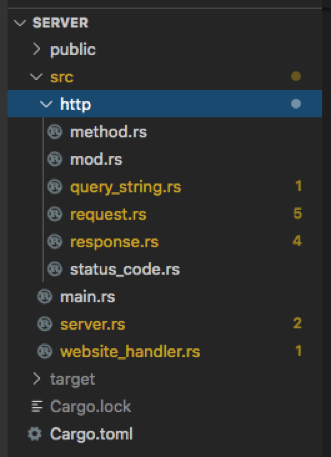 SERVER
public
src
http
method.rs
mod.rs
query_string.rs 1
request.rs 5
response.rs 4
status_code.rs
main.rs
server.rs 2
website_handler.rs 1
target
Cargo.lock
Cargo.toml